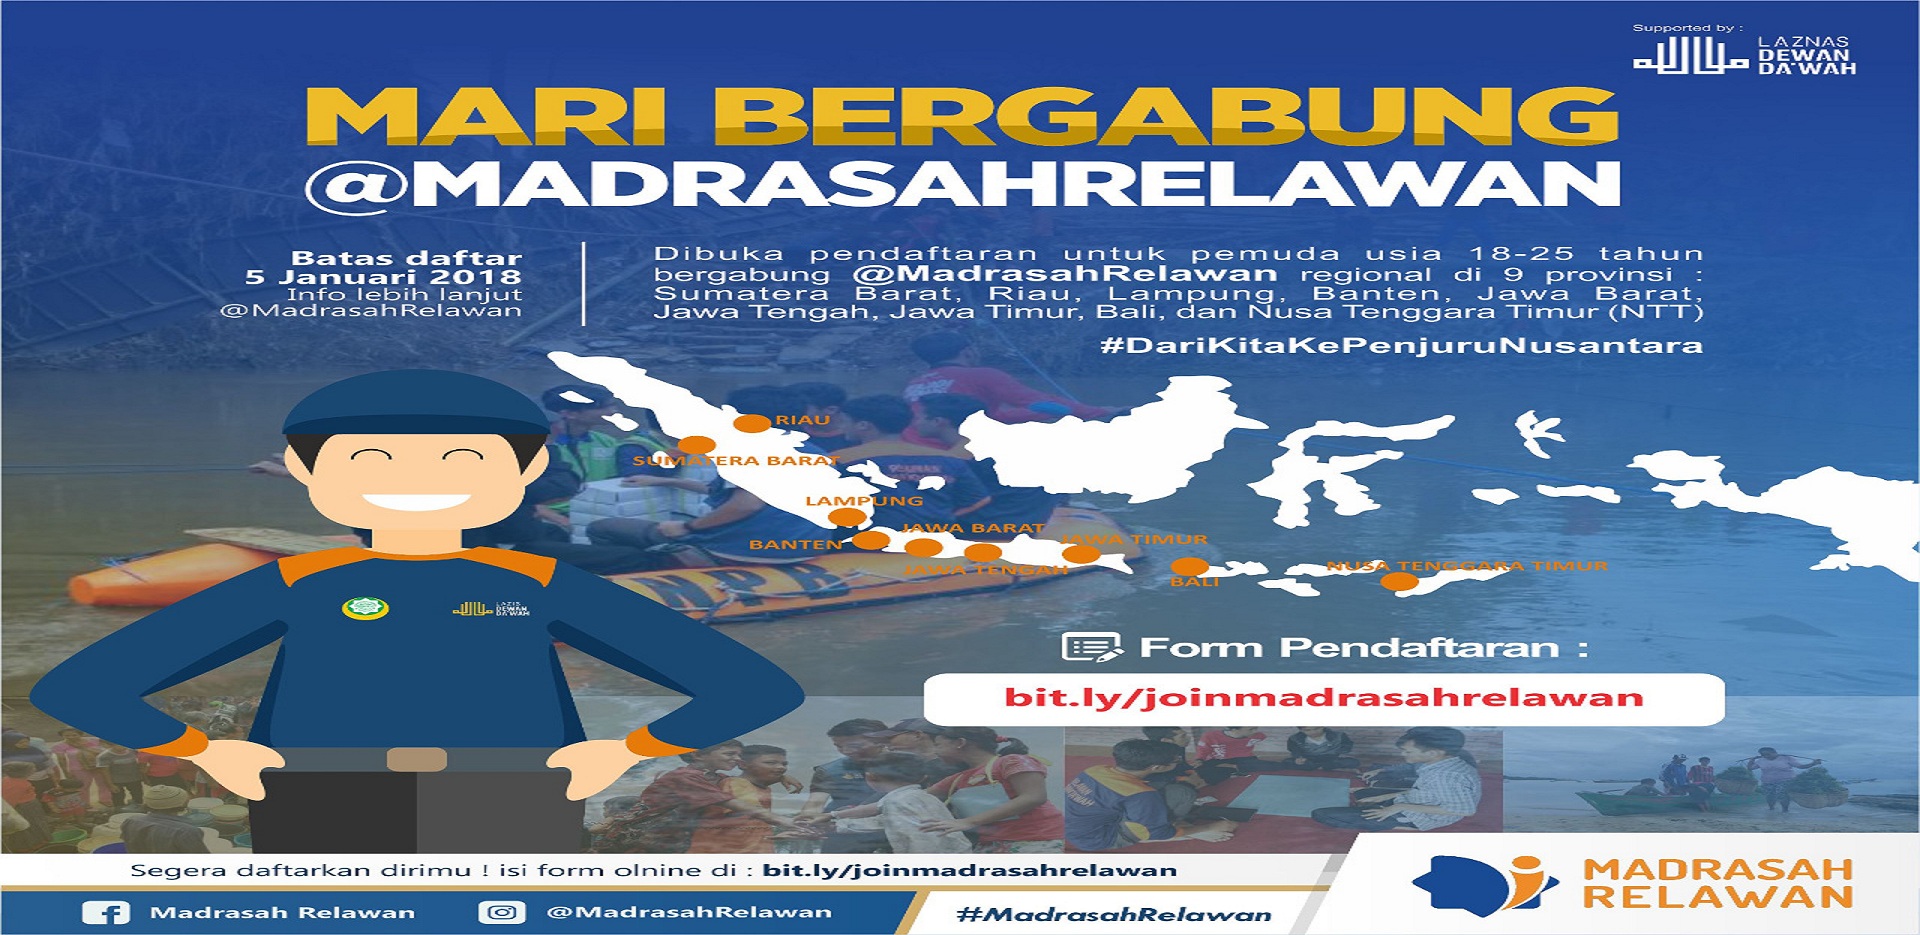 Supported by :
LAZNAS
DEWAN
DA'WAH
MARI BERGABUNG
@MADRASAHRELAWAN
Batas daftar
5 Januari 2018
Info lebih lanjut
@MadrasahRelawan
Dibuka pendaftaran untuk pemuda usia 18-25 tahun
bergabung @MadrasahRelawan regional di 9 provinsi :
Sumatera Barat, Riau, Lampung, Banten, Jawa Barat,
Jawa Tengah, Jawa Timur, Bali, dan Nusa Tenggara Timur (NTT)
#DariKitaKePenjuruNusantara
RIAU
SUMATERA BARAT
LAMPUNG
JAWA BARAT
BANTEN
JAWA TIMUR
JAWA TENGAH
NUSA TENGGARA TIMUR
BALI
LAZIS
DEWAN
DA'WAH
Form Pendaftaran :
bit.ly/joinmadrasahrelawan
Segera daftarkan dirimu ! isi form olnine di : bit.ly/joinmadrasahrelawan
Madrasah Relawan
@MadrasahRelawan
#MadrasahRelawan
MADRASAH
RELAWAN